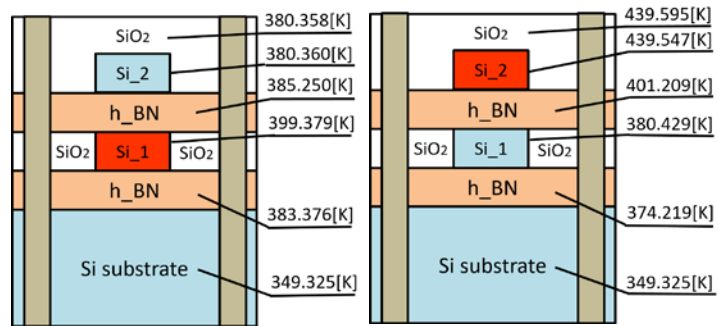 380.358[K]
SiO2
380.360[K]
Si_2
385.250[K]
h_BN
399.379[K]
SiO2
Si_1
SiO2
h_BN
383.376[K]
Si substrate
349.325[K]
439.595[K]
SiO2
439.547[K]
Si_2
401.209[K]
h_BN
380.429[K]
SiO2
Si_1
SiO2
h_BN
374.219[K]
Si substrate
349.325[K]